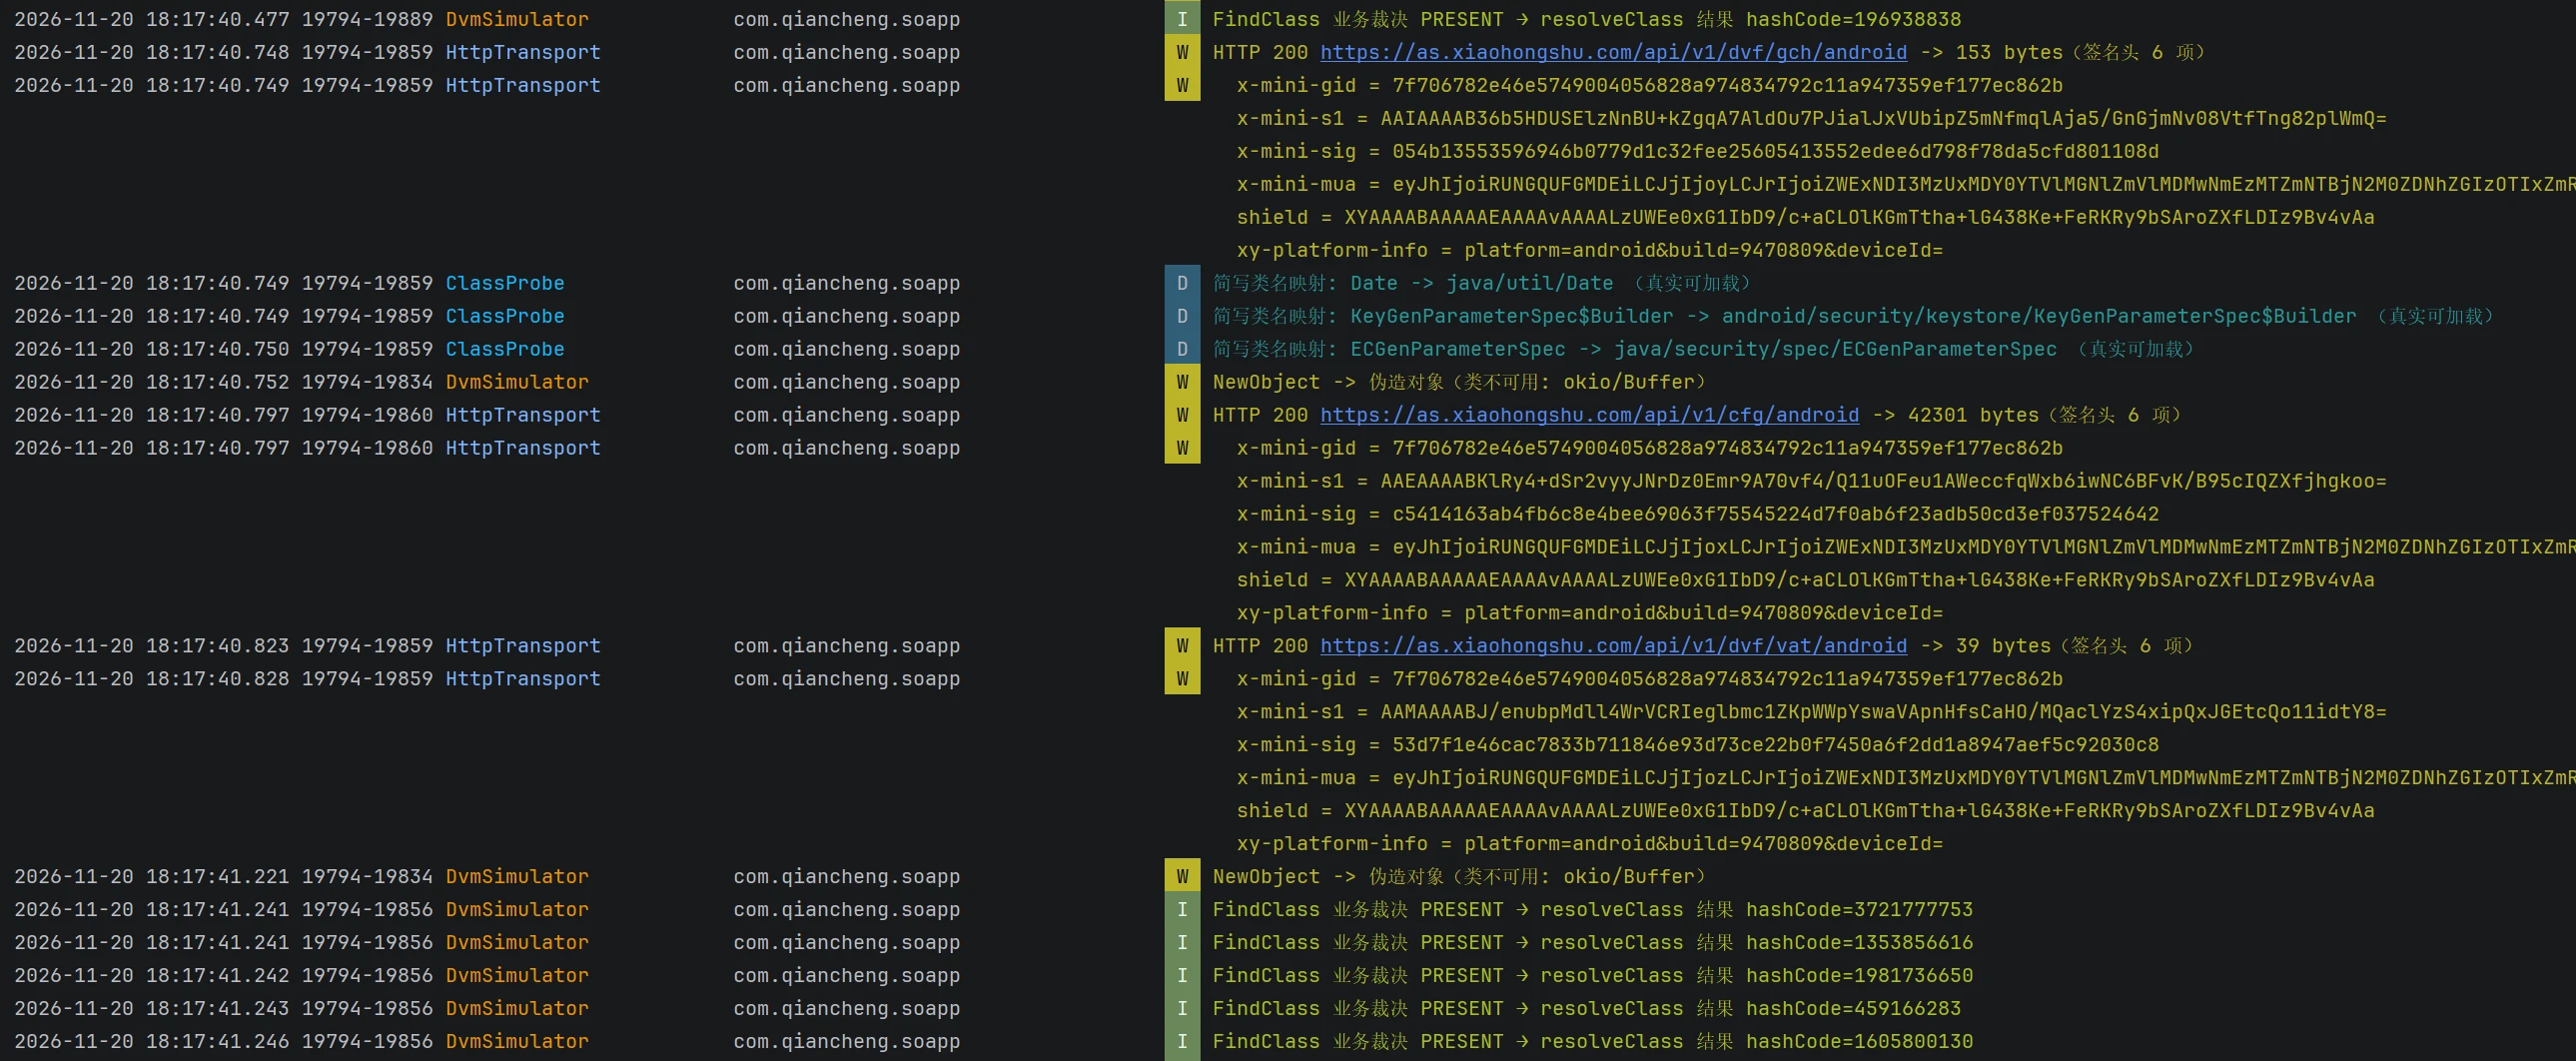 2026-11-20 18:17:40.477 19794-19889 DvmSimulator com.qiancheng.soapp I FindClass 业务裁决 PRESENT → resolveClass 结果 hashCode=196938838
2026-11-20 18:17:40.748 19794-19859 HttpTransport com.qiancheng.soapp W HTTP 200 https://as.xiaohongshu.com/api/v1/dvf/gch/android -> 153 bytes（签名头 6 项）
2026-11-20 18:17:40.749 19794-19859 HttpTransport com.qiancheng.soapp W x-mini-gid = 7f706782e46e5749004056828a974834792c11a947359ef177ec862b
x-mini-s1 = AAIAAAAB36b5HDUSElzNnBU+kZgqA7AldOu7PJialJxVUbipZ5mNfmqlAja5/GnGjmNv08VtfTng82plWmQ=
x-mini-sig = 054b13553596946b0779d1c32fee25605413552edee6d798f78da5cfd801108d
x-mini-mua = eyJhIjoiRUNGQUFGMDEiLCJjIjoyLCJrIjoiZWExNDI3MzUxMDY0YTVlMGNlZmVlMDMwNmEzMTZmNTBjN2M0ZDNhZGIzOTIxZmR
shield = XYAAAABAAAAAEAAAAvAAAALzUWEe0xG1IbD9/c+aCLOlKGmTtha+lG438Ke+FeRKRy9bSAroZXfLDIz9Bv4vAa
xy-platform-info = platform=android&build=9470809&deviceId=
2026-11-20 18:17:40.749 19794-19859 ClassProbe com.qiancheng.soapp D 简写类名映射: Date -> java/util/Date （真实可加载）
2026-11-20 18:17:40.749 19794-19859 ClassProbe com.qiancheng.soapp D 简写类名映射: KeyGenParameterSpec$Builder -> android/security/keystore/KeyGenParameterSpec$Builder （真实可加载）
2026-11-20 18:17:40.750 19794-19859 ClassProbe com.qiancheng.soapp D 简写类名映射: ECGenParameterSpec -> java/security/spec/ECGenParameterSpec （真实可加载）
2026-11-20 18:17:40.752 19794-19834 DvmSimulator com.qiancheng.soapp W NewObject -> 伪造对象（类不可用: okio/Buffer）
2026-11-20 18:17:40.797 19794-19860 HttpTransport com.qiancheng.soapp W HTTP 200 https://as.xiaohongshu.com/api/v1/cfg/android -> 42301 bytes（签名头 6 项）
2026-11-20 18:17:40.797 19794-19860 HttpTransport com.qiancheng.soapp W x-mini-gid = 7f706782e46e5749004056828a974834792c11a947359ef177ec862b
x-mini-s1 = AAEAAAABKlRy4+dSr2vyyJNrDz0Emr9A70vf4/Q11uOFeu1AWeccfqWxb6iwNC6BFvK/B95cIQZXfjhgkoo=
x-mini-sig = c5414163ab4fb6c8e4bee69063f75545224d7f0ab6f23adb50cd3ef037524642
x-mini-mua = eyJhIjoiRUNGQUFGMDEiLCJjIjoxLCJrIjoiZWExNDI3MzUxMDY0YTVlMGNlZmVlMDMwNmEzMTZmNTBjN2M0ZDNhZGIzOTIxZmR
shield = XYAAAABAAAAAEAAAAvAAAALzUWEe0xG1IbD9/c+aCLOlKGmTtha+lG438Ke+FeRKRy9bSAroZXfLDIz9Bv4vAa
xy-platform-info = platform=android&build=9470809&deviceId=
2026-11-20 18:17:40.823 19794-19859 HttpTransport com.qiancheng.soapp W HTTP 200 https://as.xiaohongshu.com/api/v1/dvf/vat/android -> 39 bytes（签名头 6 项）
2026-11-20 18:17:40.828 19794-19859 HttpTransport com.qiancheng.soapp W x-mini-gid = 7f706782e46e5749004056828a974834792c11a947359ef177ec862b
x-mini-s1 = AAMAAAABJ/enubpMdll4WrVCRIeglbmc1ZKpWWpYswaVApnHfsCaHO/MQaclYzS4xipQxJGEtcQo11idtY8=
x-mini-sig = 53d7f1e46cac7833b711846e93d73ce22b0f7450a6f2dd1a8947aef5c92030c8
x-mini-mua = eyJhIjoiRUNGQUFGMDEiLCJjIjozLCJrIjoiZWExNDI3MzUxMDY0YTVlMGNlZmVlMDMwNmEzMTZmNTBjN2M0ZDNhZGIzOTIxZmR
shield = XYAAAABAAAAAEAAAAvAAAALzUWEe0xG1IbD9/c+aCLOlKGmTtha+lG438Ke+FeRKRy9bSAroZXfLDIz9Bv4vAa
xy-platform-info = platform=android&build=9470809&deviceId=
2026-11-20 18:17:41.221 19794-19834 DvmSimulator com.qiancheng.soapp W NewObject -> 伪造对象（类不可用: okio/Buffer）
2026-11-20 18:17:41.241 19794-19856 DvmSimulator com.qiancheng.soapp I FindClass 业务裁决 PRESENT → resolveClass 结果 hashCode=3721777753
2026-11-20 18:17:41.241 19794-19856 DvmSimulator com.qiancheng.soapp I FindClass 业务裁决 PRESENT → resolveClass 结果 hashCode=1353856616
2026-11-20 18:17:41.242 19794-19856 DvmSimulator com.qiancheng.soapp I FindClass 业务裁决 PRESENT → resolveClass 结果 hashCode=1981736650
2026-11-20 18:17:41.243 19794-19856 DvmSimulator com.qiancheng.soapp I FindClass 业务裁决 PRESENT → resolveClass 结果 hashCode=459166283
2026-11-20 18:17:41.246 19794-19856 DvmSimulator com.qiancheng.soapp I FindClass 业务裁决 PRESENT → resolveClass 结果 hashCode=1605800130